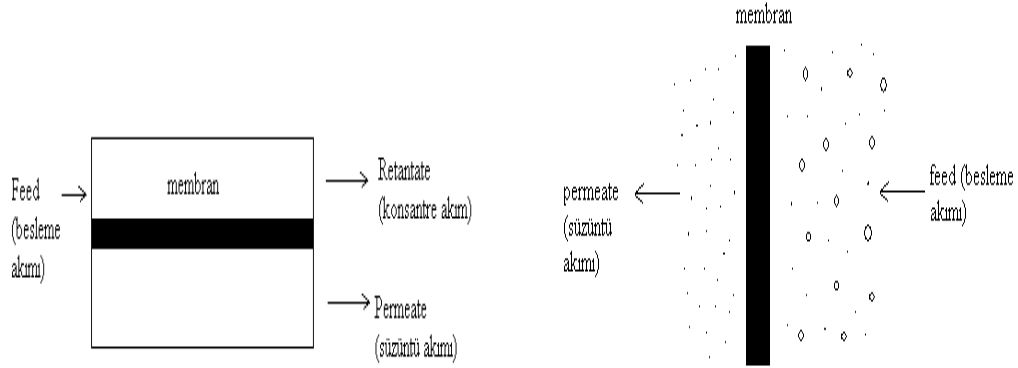 Feed
(besleme
akımı)
membran
Retantate
(konsantre akım)
Permeate
(süzüntü akımı)
membran
permeate
(süzüntü
akımı)
feed (besleme
akımı)